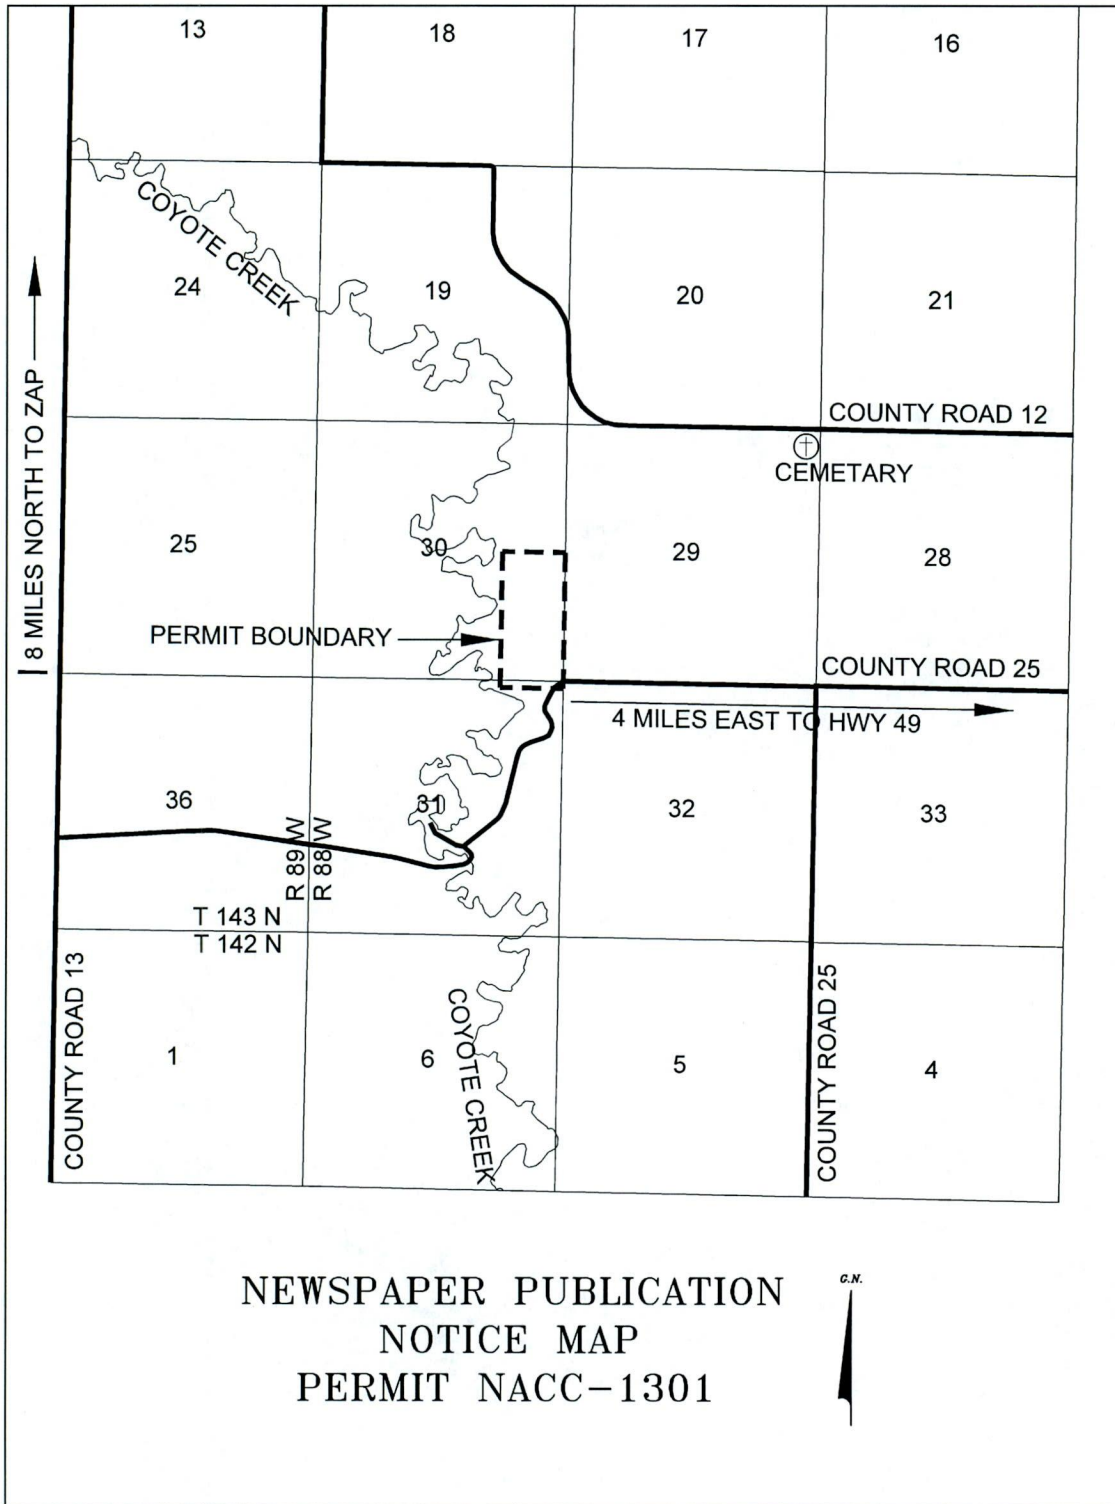 13
18
17
16
COYOTE CREEK
24
19
20
21
8 MILES NORTH TO ZAP
COUNTY ROAD 12
CEMETARY
25
30
29
28
PERMIT BOUNDARY
COUNTY ROAD 25
4 MILES EAST TO HWY 49
36
31
32
33
R 89 W
R 88 W
T 143 N
T 142 N
COUNTY ROAD 13
1
COYOTE CREEK
6
5
COUNTY ROAD 25
4
NEWSPAPER PUBLICATION
NOTICE MAP
PERMIT NACC-1301
G.N.